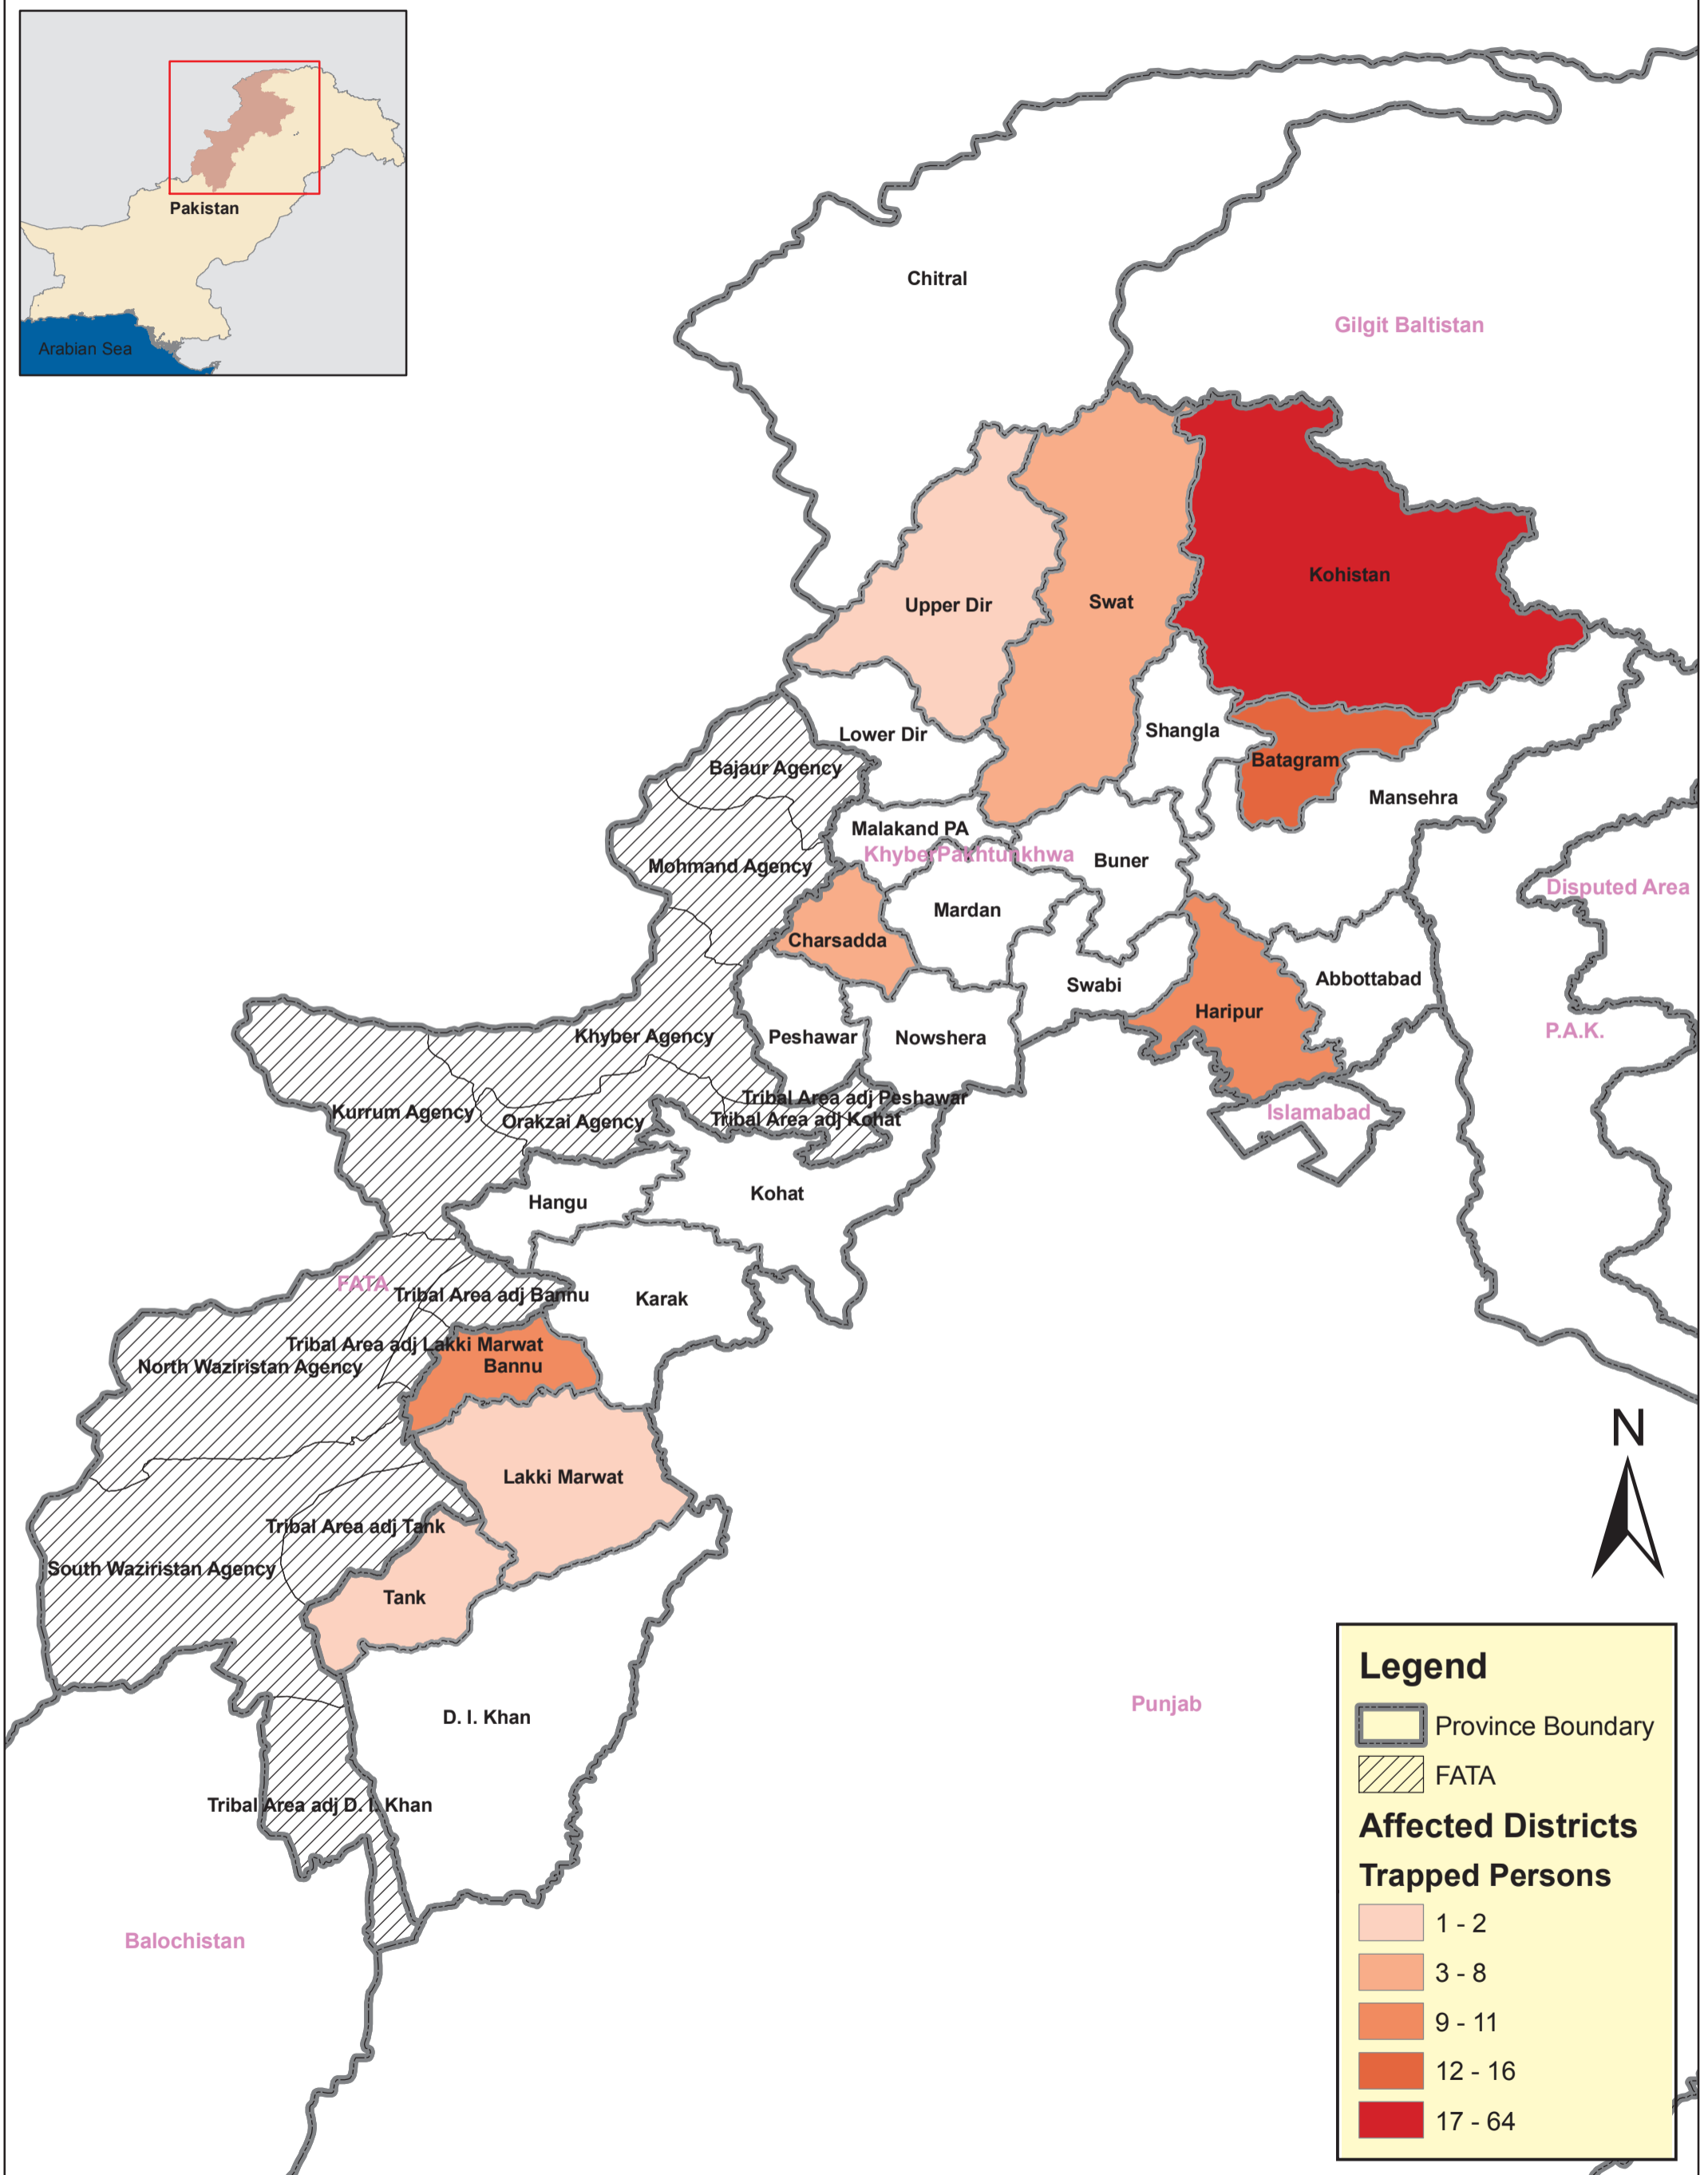 Pakistan
Arabian Sea
Chitral
Gilgit Baltistan
Kohistan
Upper Dir
Swat
Shangla
Lower Dir
Batagram
Bajaur Agency
Mansehra
Malakand PA
KhyberPakhtunkhwa
Buner
Mohmand Agency
Disputed Area
Mardan
Charsadda
Abbottabad
Swabi
Haripur
P.A.K.
Khyber Agency
Peshawar
Nowshera
Tribal Area adj Peshawar
Kurrum Agency
Orakzai Agency
Tribal Area adj Kohat
Islamabad
Kohat
Hangu
FATA
Tribal Area adj Bannu
Karak
Tribal Area adj Lakki Marwat
North Waziristan Agency
Bannu
N
Lakki Marwat
Tribal Area adj Tank
South Waziristan Agency
Tank
Punjab
D. I. Khan
Tribal Area adj D. I. Khan
Balochistan
Legend
Province Boundary
FATA
Affected Districts
Trapped Persons
1 - 2
3 - 8
9 - 11
12 - 16
17 - 64